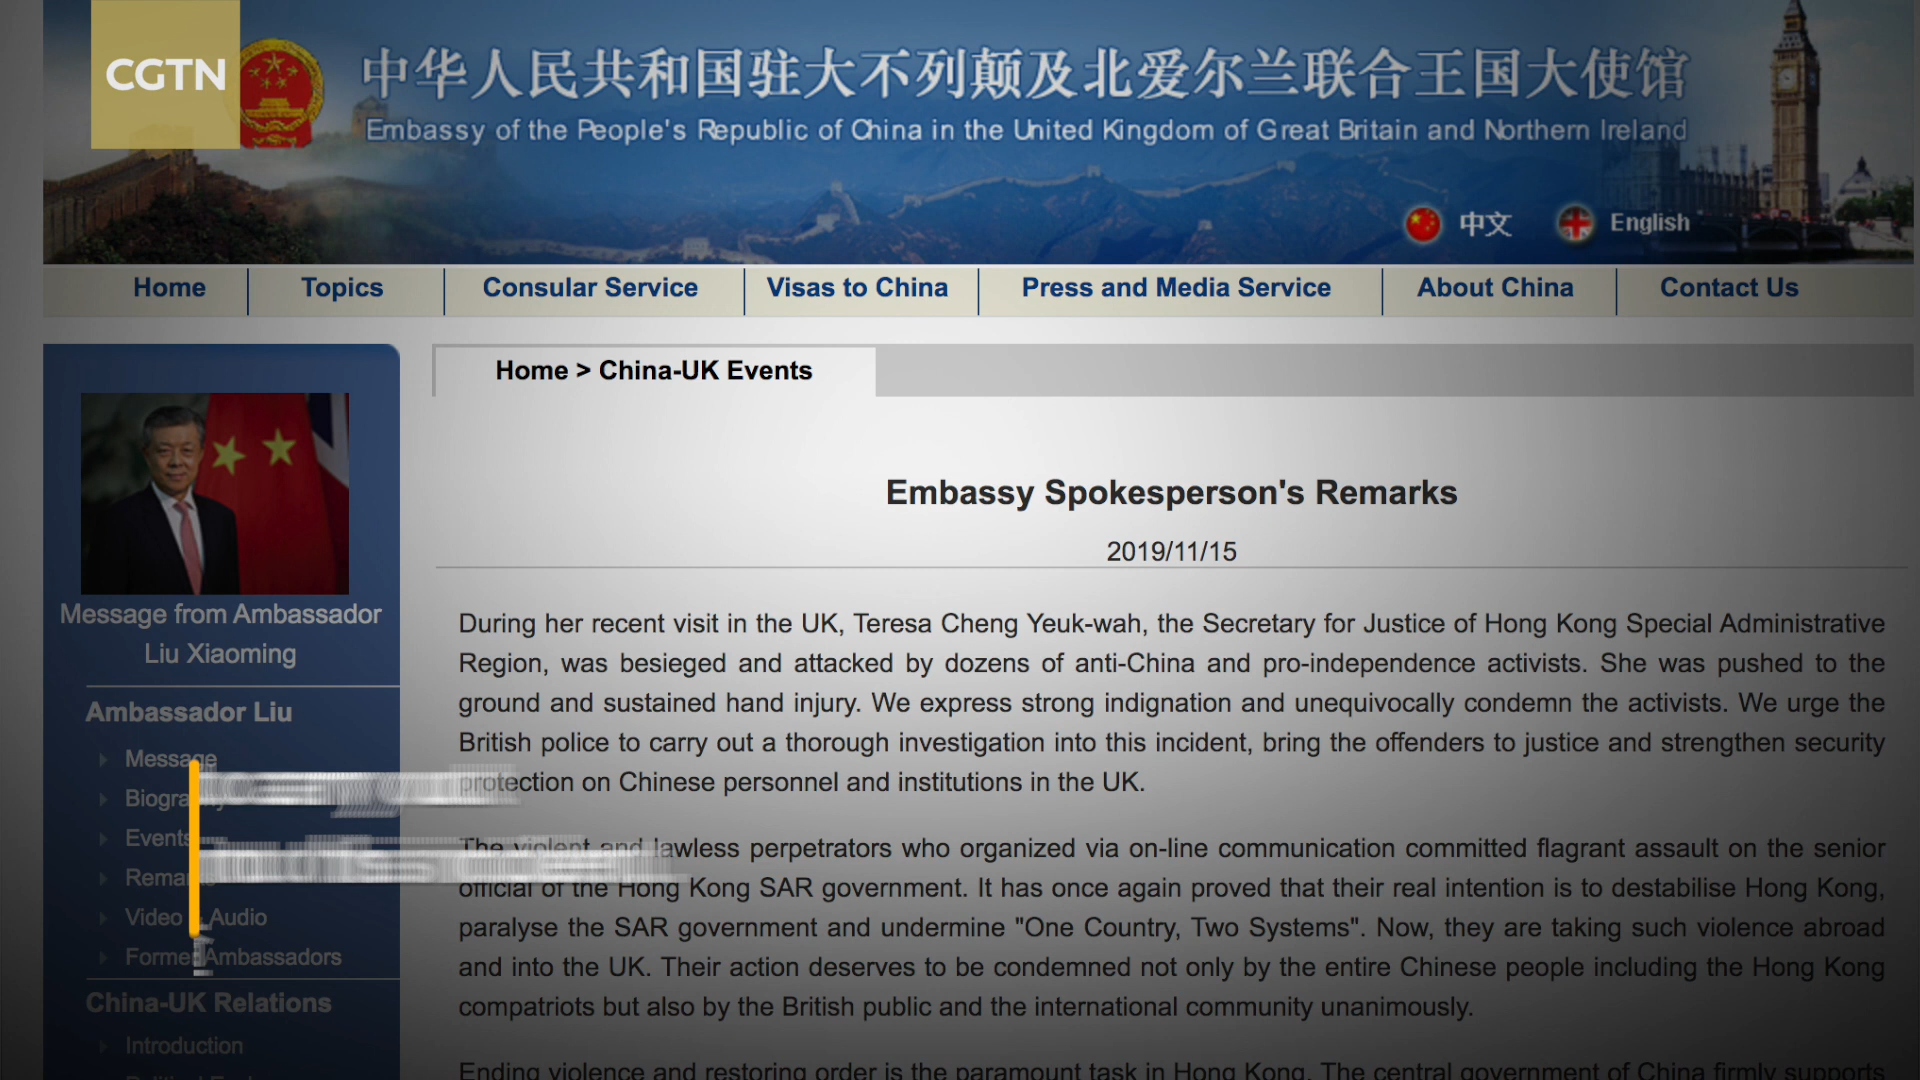 CGTN
中华人民共和国驻大不列颠及北爱尔兰联合王国大使馆
Embassy of the People's Republic of China in the United Kingdom of Great Britain and Northern Ireland
中文 English
Home Topics Consular Service Visas to China Press and Media Service About China Contact Us
Message from Ambassador
Liu Xiaoming
Ambassador Liu
Message
Biography
Events
Remarks
Video & Audio
Former Ambassadors
China-UK Relations
Introduction
Home > China-UK Events
Embassy Spokesperson's Remarks
2019/11/15
During her recent visit in the UK, Teresa Cheng Yeuk-wah, the Secretary for Justice of Hong Kong Special Administrative
Region, was besieged and attacked by dozens of anti-China and pro-independence activists. She was pushed to the
ground and sustained hand injury. We express strong indignation and unequivocally condemn the activists. We urge the
British police to carry out a thorough investigation into this incident, bring the offenders to justice and strengthen security
protection on Chinese personnel and institutions in the UK.
The violent and lawless perpetrators who organized via on-line communication committed flagrant assault on the senior
official of the Hong Kong SAR government. It has once again proved that their real intention is to destabilise Hong Kong,
paralyse the SAR government and undermine "One Country, Two Systems". Now, they are taking such violence abroad
and into the UK. Their action deserves to be condemned not only by the entire Chinese people including the Hong Kong
compatriots but also by the British public and the international community unanimously.
Ending violence and restoring order is the paramount task in Hong Kong. The central government of China firmly supports